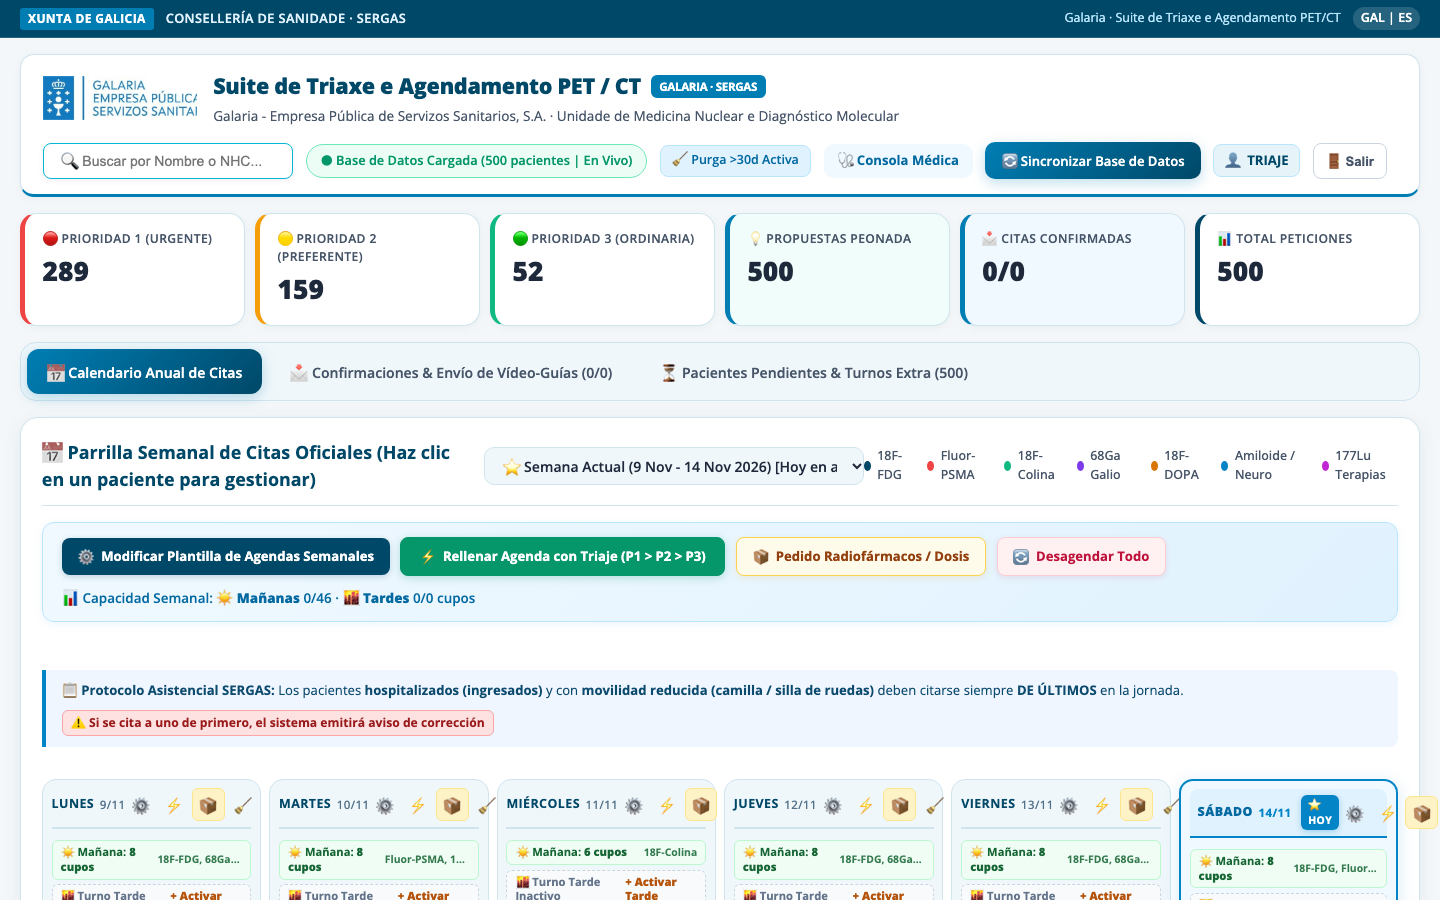 XUNTA DE GALICIA CONSELLERÍA DE SANIDADE · SERGAS
Galaria · Suite de Triaxe e Agendamento PET/CT GAL | ES
GALARIA
EMPRESA PÚBLICA
SERVIZOS SANITAI
Suite de Triaxe e Agendamento PET / CT GALARIA · SERGAS
Galaria - Empresa Pública de Servizos Sanitarios, S.A. · Unidade de Medicina Nuclear e Diagnóstico Molecular
Buscar por Nombre o NHC...
Base de Datos Cargada (500 pacientes | En Vivo)
Purga >30d Activa
Consola Médica
Sincronizar Base de Datos
TRIAJE
Salir
PRIORIDAD 1 (URGENTE)
289
PRIORIDAD 2
(PREFERENTE)
159
PRIORIDAD 3 (ORDINARIA)
52
PROPUESTAS PEONADA
500
CITAS CONFIRMADAS
0/0
TOTAL PETICIONES
500
Calendario Anual de Citas
Confirmaciones & Envío de Vídeo-Guías (0/0)
Pacientes Pendientes & Turnos Extra (500)
Parrilla Semanal de Citas Oficiales (Haz clic
en un paciente para gestionar)
Semana Actual (9 Nov - 14 Nov 2026) [Hoy en a
18F-
FDG
Fluor-
PSMA
18F-
Colina
68Ga
Galio
18F-
DOPA
Amiloide /
Neuro
177Lu
Terapias
Modificar Plantilla de Agendas Semanales
Rellenar Agenda con Triaje (P1 > P2 > P3)
Pedido Radiofármacos / Dosis
Desagendar Todo
Capacidad Semanal: Mañanas 0/46 · Tardes 0/0 cupos
Protocolo Asistencial SERGAS: Los pacientes hospitalizados (ingresados) y con movilidad reducida (camilla / silla de ruedas) deben citarse siempre DE ÚLTIMOS en la jornada.
Si se cita a uno de primero, el sistema emitirá aviso de corrección
LUNES 9/11
Mañana: 8
cupos
18F-FDG, 68Ga...
Turno Tarde
+ Activar
MARTES 10/11
Mañana: 8
cupos
Fluor-PSMA, 1...
Turno Tarde
+ Activar
MIÉRCOLES 11/11
Mañana: 6 cupos
18F-Colina
Turno Tarde
Inactivo
+ Activar
Tarde
JUEVES 12/11
Mañana: 8
cupos
18F-FDG, 68Ga...
Turno Tarde
+ Activar
VIERNES 13/11
Mañana: 8
cupos
18F-FDG, 68Ga...
Turno Tarde
+ Activar
SÁBADO 14/11
HOY
Mañana: 8
cupos
18F-FDG, Fluor...